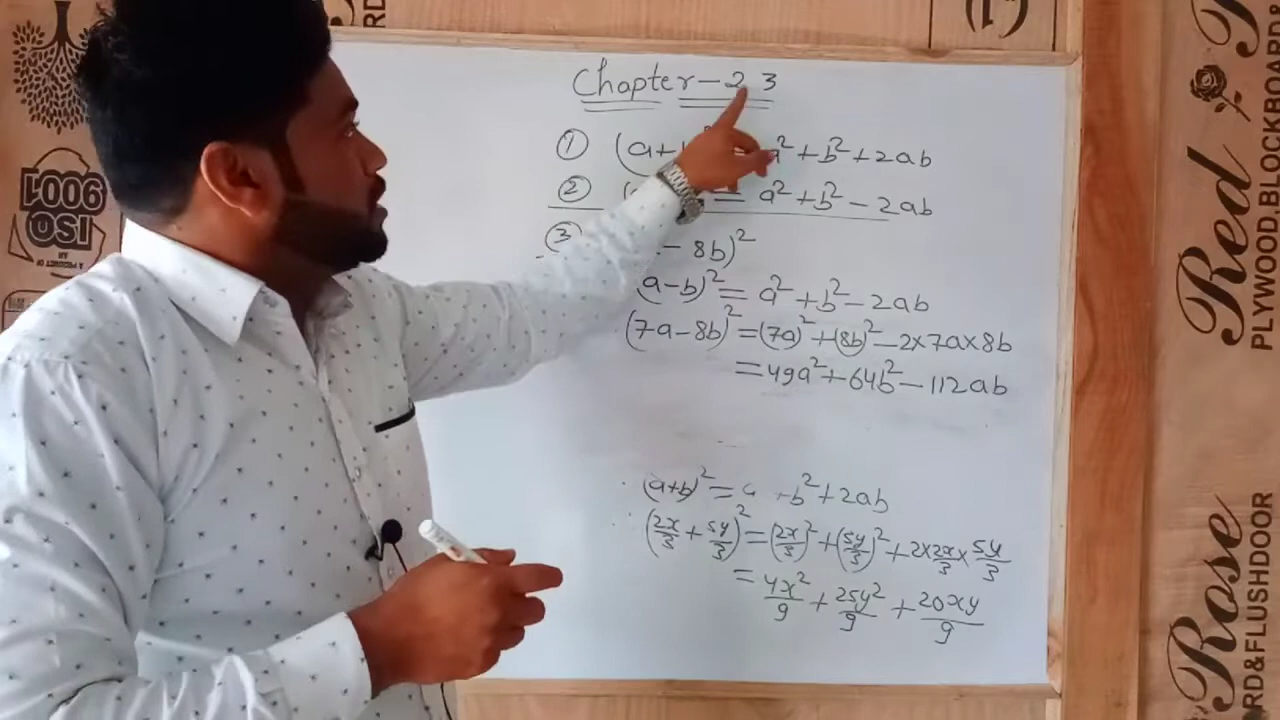 Chapter-2.3
① (a+b)² = a²+b²+2ab
② = a²+b²-2ab
③ - 8b)²
(a-b)² = a²+b²-2ab
(7a-8b)² = (7a)²+(8b)²-2×7a×8b
= 49a²+64b²-112ab
(a+b)² = a +b²+2ab
(2x/3 + 5y/3)² = (2x/3)² + (5y/3)² + 2×2x/3×5y/3
= 4x²/9 + 25y²/9 + 20xy/9
ISO
9001
Red
PLYWOOD BLOCKBOARD &
Rose
RD & FLUSHDOOR